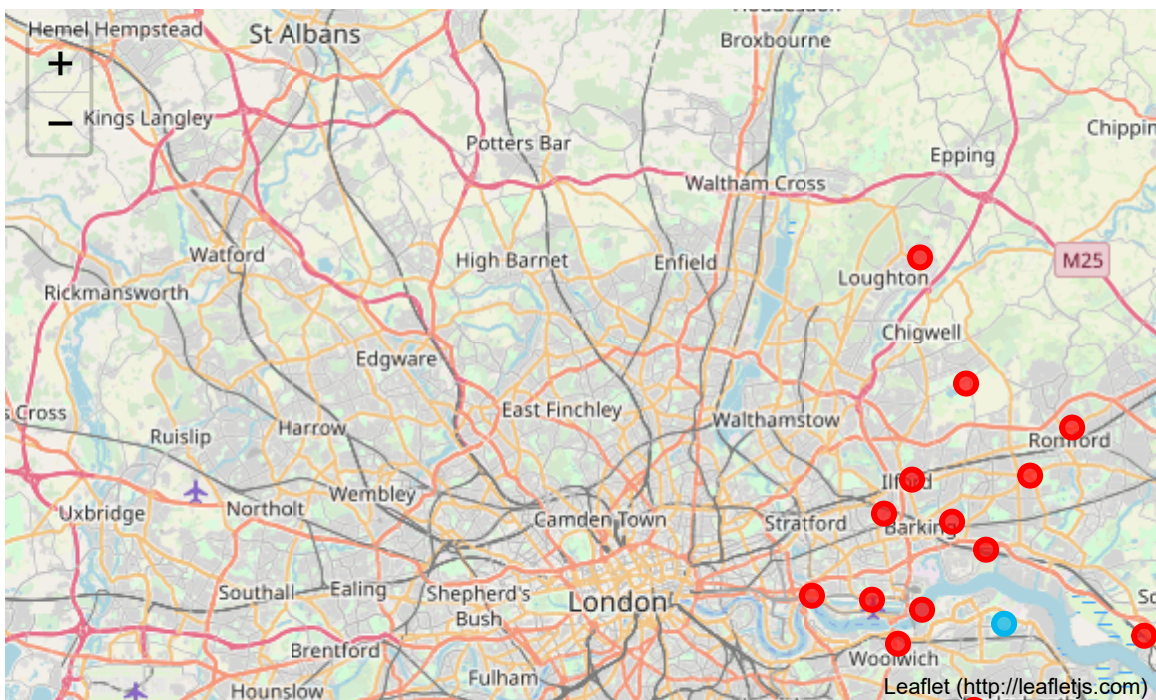 Hemel Hempstead
St Albans
Broxbourne
+
−
Kings Langley
Chippin
Potters Bar
Epping
Waltham Cross
Watford
High Barnet
Enfield
M25
Loughton
Rickmansworth
Chigwell
Edgware
East Finchley
Walthamstow
s Cross
Ruislip
Harrow
Romford
Wembley
Ilford
Uxbridge
Northolt
Camden Town
Stratford
Barking
Southall
Ealing
Shepherd's
Bush
London
Brentford
Woolwich
Fulham
Hounslow
Leaflet (http://leafletjs.com)